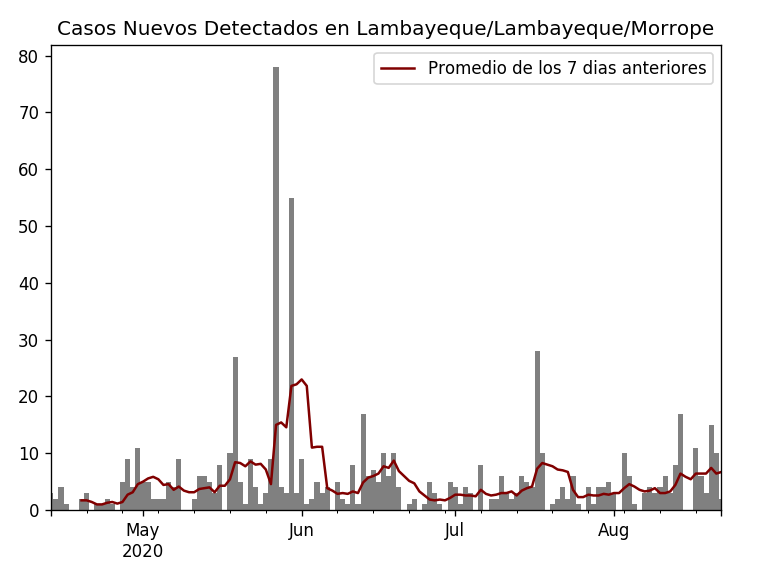 Casos Nuevos Detectados en Lambayeque/Lambayeque/Morrope
Promedio de los 7 dias anteriores
80
70
60
50
40
30
20
10
0
May
2020
Jun
Jul
Aug